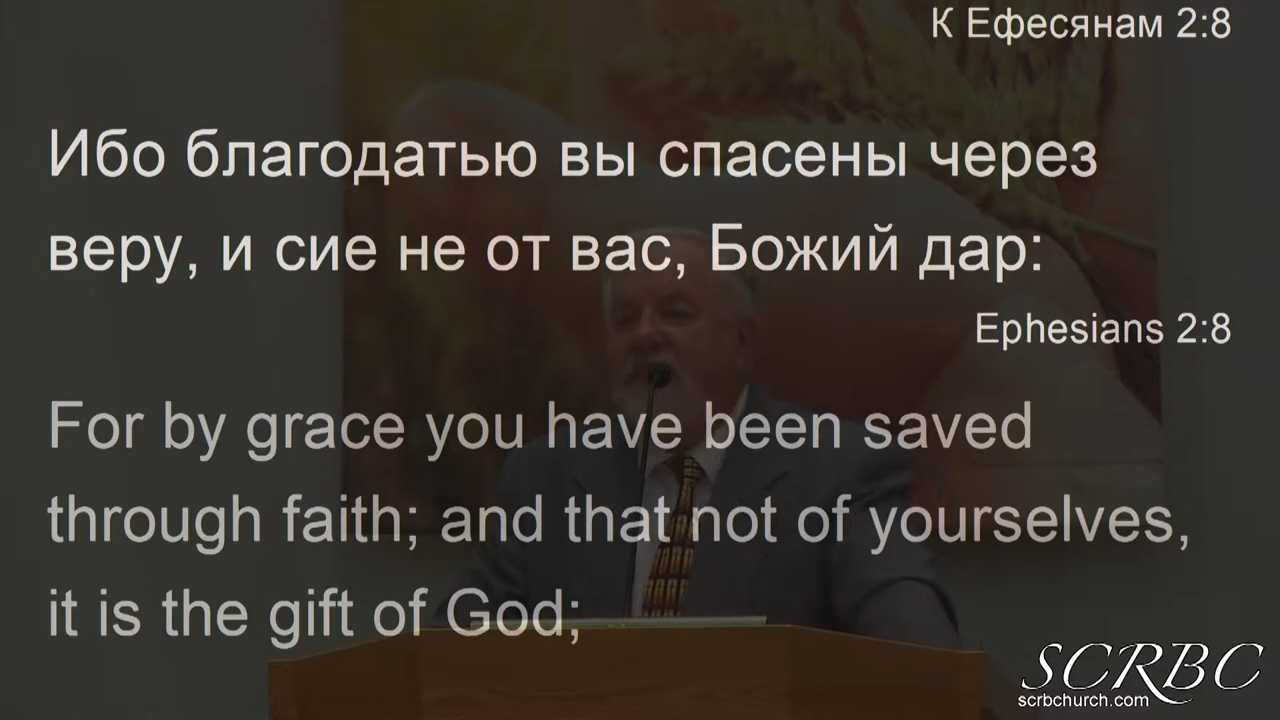 К Ефесянам 2:8
Ибо благодатью вы спасены через
веру, и сие не от вас, Божий дар:
Ephesians 2:8
For by grace you have been saved
through faith; and that not of yourselves,
it is the gift of God;
SCRBC
scrbchurch.com